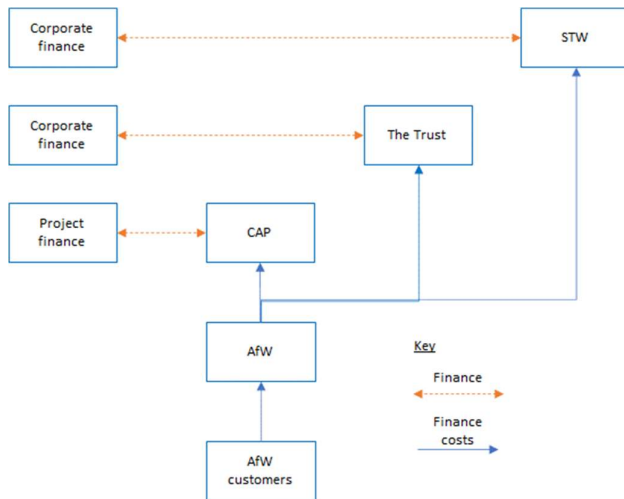 Corporate
finance
STW
Corporate
finance
The Trust
Project
finance
CAP
AfW
Key
Finance
Finance
costs
AfW
customers